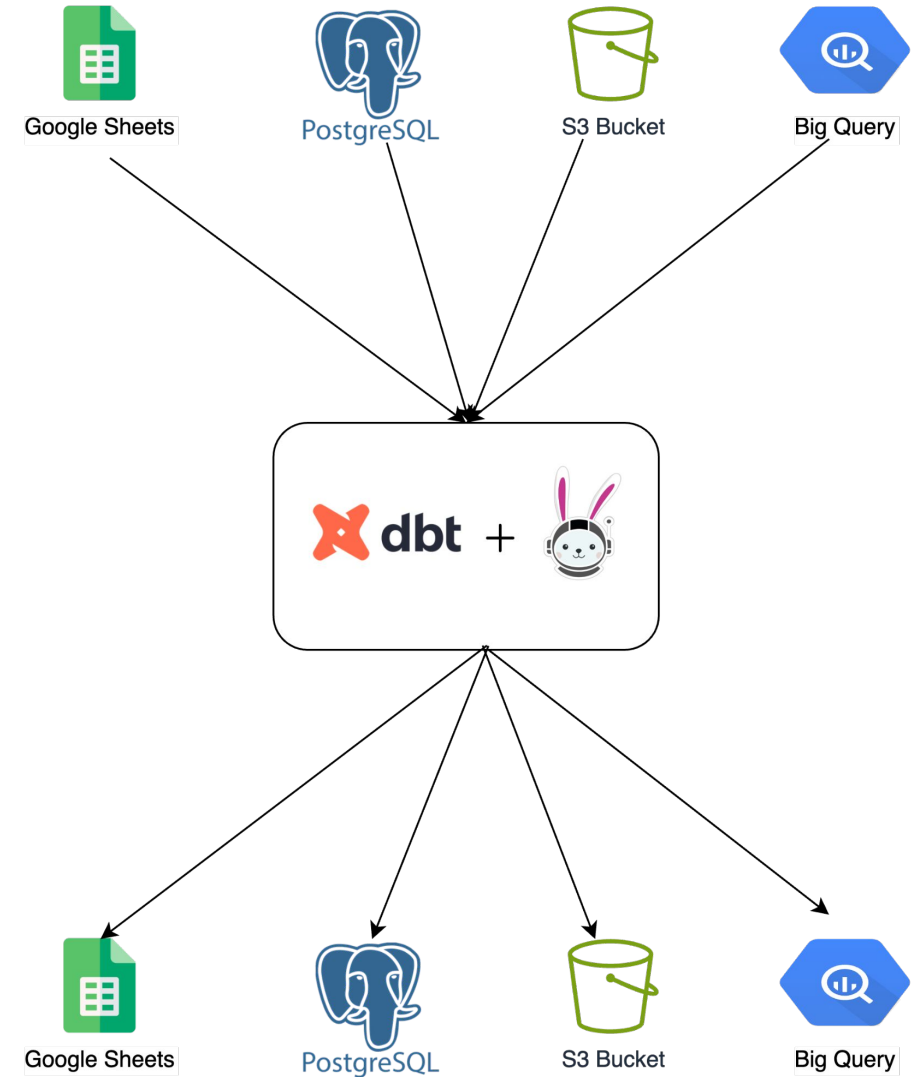 Google Sheets
PostgreSQL
S3 Bucket
Big Query
dbt +
Google Sheets
PostgreSQL
S3 Bucket
Big Query